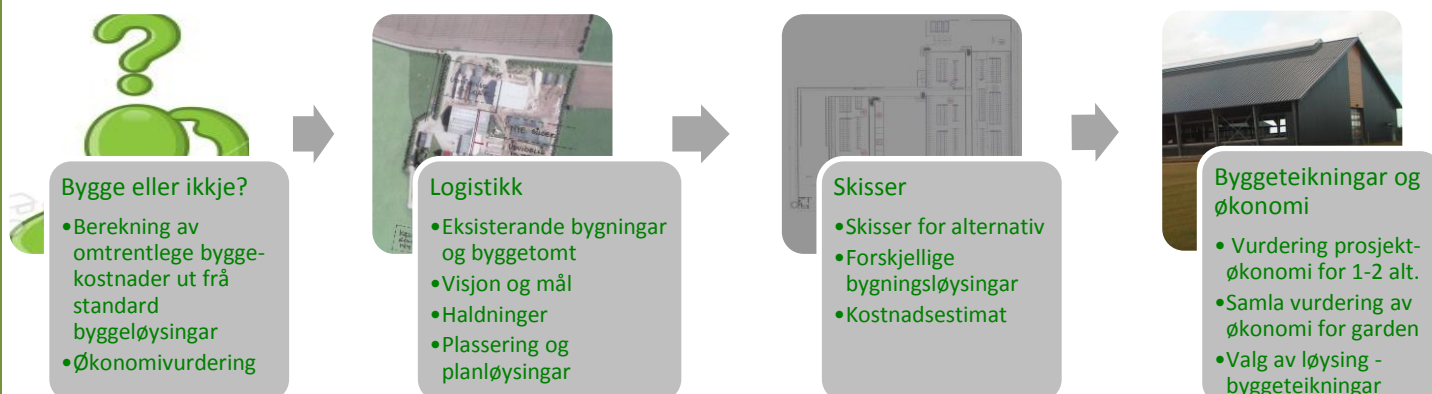 Bygge eller ikkje?
•Berekning av
omtrentlege bygge-
kostnader ut frå
standard
byggeløysingar
•Økonomivurdering
Logistikk
•Eksisterande bygningar
og byggetomt
•Visjon og mål
•Haldninger
•Plassering og
planløysingar
Skisser
•Skisser for alternativ
•Forskjellige
bygningsløysingar
•Kostnadsestimat
Byggeteikningar og
økonomi
• Vurdering prosjekt-
økonomi for 1-2 alt.
•Samla vurdering av
økonomi for garden
•Valg av løysing -
byggeteikningar